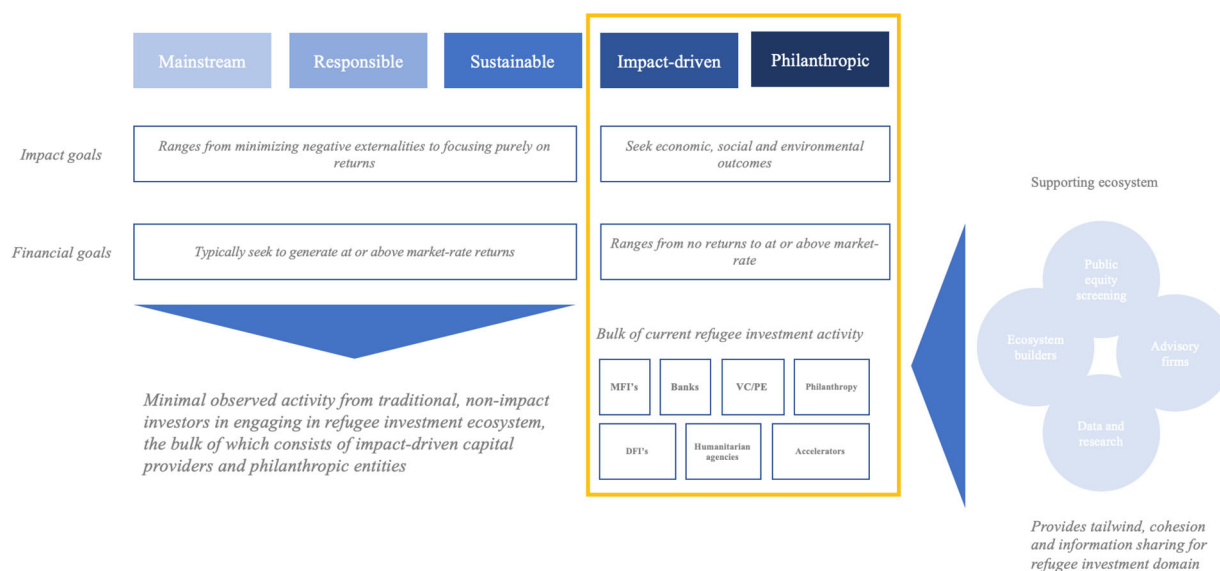 Mainstream
Responsible
Sustainable
Impact-driven
Philanthropic
Impact goals
Ranges from minimizing negative externalities to focusing purely on
returns
Seek economic, social and environmental
outcomes
Financial goals
Typically seek to generate at or above market-rate returns
Ranges from no returns to at or above market-
rate
Minimal observed activity from traditional, non-impact
investors in engaging in refugee investment ecosystem,
the bulk of which consists of impact-driven capital
providers and philanthropic entities
Bulk of current refugee investment activity
MFI's
Banks
VC/PE
Philanthropy
DFI's
Humanitarian
agencies
Accelerators
Supporting ecosystem
Public
equity
screening
Ecosystem
builders
Advisory
firms
Data and
research
Provides tailwind, cohesion
and information sharing for
refugee investment domain